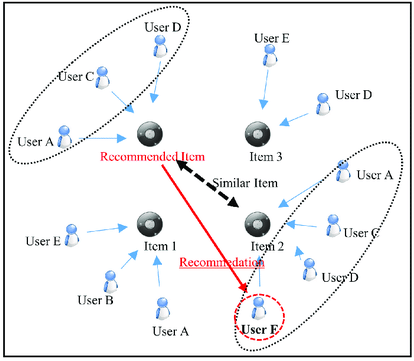 User D
User E
User C
User D
User A
Recommended Item
Item 3
Similar Item
User A
User E
Item 1
Item 2
User C
Recommedation
User D
User B
User A
User E